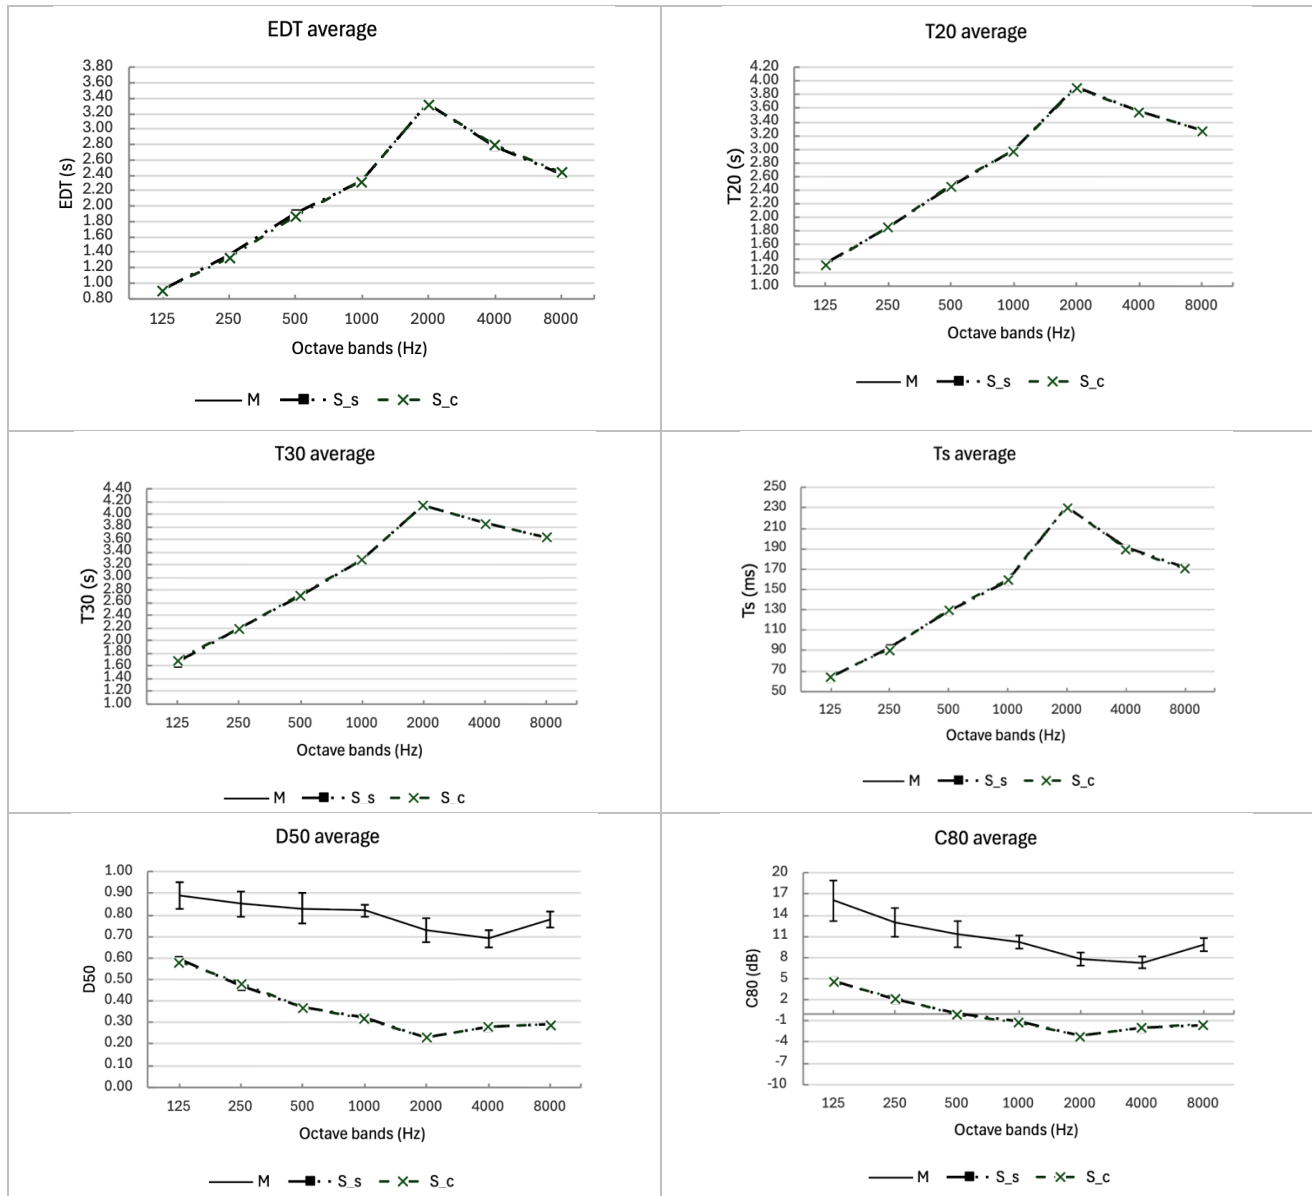 EDT average
3.80
3.60
3.40
3.20
3.00
2.80
2.60
2.40
2.20
2.00
1.80
1.60
1.40
1.20
1.00
0.80
EDT (s)
125 250 500 1000 2000 4000 8000
Octave bands (Hz)
M S_s S_c
T20 average
4.20
4.00
3.80
3.60
3.40
3.20
3.00
2.80
2.60
2.40
2.20
2.00
1.80
1.60
1.40
1.20
1.00
T20 (s)
125 250 500 1000 2000 4000 8000
Octave bands (Hz)
M S_s S_c
T30 average
4.40
4.20
4.00
3.80
3.60
3.40
3.20
3.00
2.80
2.60
2.40
2.20
2.00
1.80
1.60
1.40
1.20
1.00
T30 (s)
125 250 500 1000 2000 4000 8000
Octave bands (Hz)
M S_s S_c
Ts average
250
230
210
190
170
150
130
110
90
70
50
Ts (ms)
125 250 500 1000 2000 4000 8000
Octave bands (Hz)
M S_s S_c
D50 average
1.00
0.90
0.80
0.70
0.60
0.50
0.40
0.30
0.20
0.10
0.00
D50
125 250 500 1000 2000 4000 8000
Octave bands (Hz)
M S_s S_c
C80 average
20
17
14
11
8
5
2
-1
-4
-7
-10
C80 (dB)
125 250 500 1000 2000 4000 8000
Octave bands (Hz)
M S_s S_c